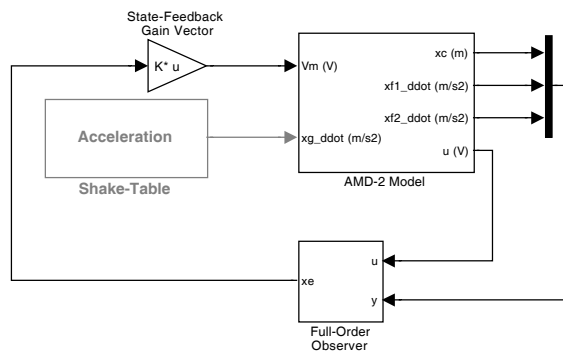 State-Feedback
Gain Vector
K* u
Acceleration
Shake-Table
Vm (V)
xg_ddot (m/s2)
xc (m)
xf1_ddot (m/s2)
xf2_ddot (m/s2)
u (V)
AMD-2 Model
xe
u
y
Full-Order
Observer